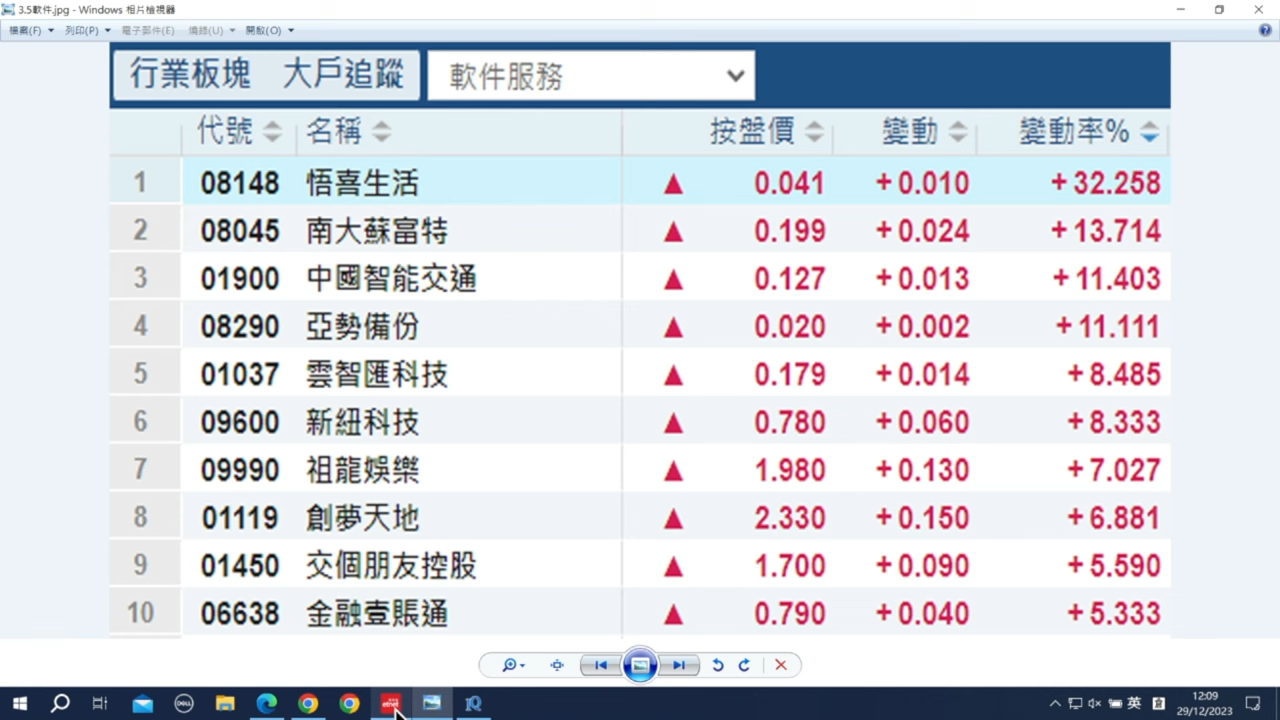 3.5軟件.jpg - Windows 相片檢視器
檔案(F) 列印(P) 電子郵件(E) 燒錄(U) 開啟(O)
行業板塊 大戶追蹤 軟件服務
代號 名稱 按盤價 變動 變動率%
1 08148 悟喜生活 ▲ 0.041 +0.010 +32.258
2 08045 南大蘇富特 ▲ 0.199 +0.024 +13.714
3 01900 中國智能交通 ▲ 0.127 +0.013 +11.403
4 08290 亞勢備份 ▲ 0.020 +0.002 +11.111
5 01037 雲智匯科技 ▲ 0.179 +0.014 +8.485
6 09600 新紐科技 ▲ 0.780 +0.060 +8.333
7 09990 祖龍娛樂 ▲ 1.980 +0.130 +7.027
8 01119 創夢天地 ▲ 2.330 +0.150 +6.881
9 01450 交個朋友控股 ▲ 1.700 +0.090 +5.590
10 06638 金融壹賬通 ▲ 0.790 +0.040 +5.333
DELL etnet IQ 英 12:09
29/12/2023